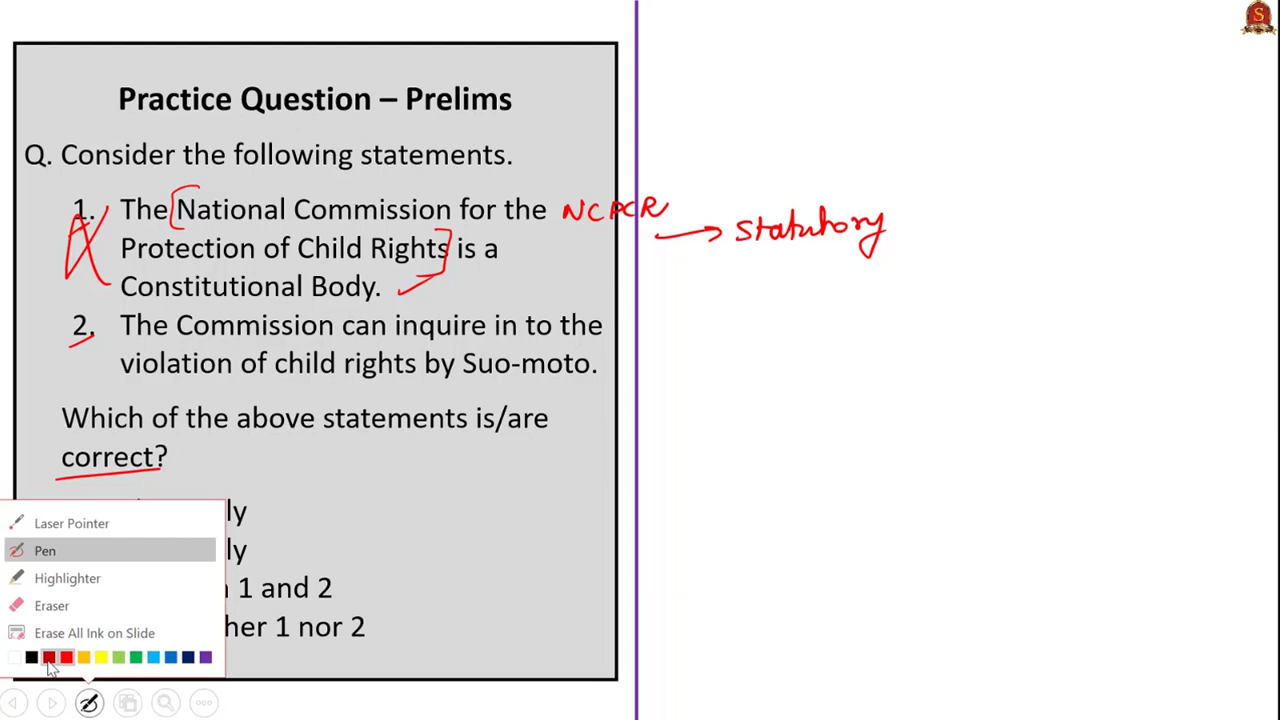 S
Practice Question – Prelims
Q. Consider the following statements.
1. The National Commission for the NCPCR
Protection of Child Rights is a → Statutory
Constitutional Body.
2. The Commission can inquire in to the
violation of child rights by Suo-moto.
Which of the above statements is/are
correct?
ly
ly
1 and 2
her 1 nor 2
Laser Pointer
Pen
Highlighter
Eraser
Erase All Ink on Slide